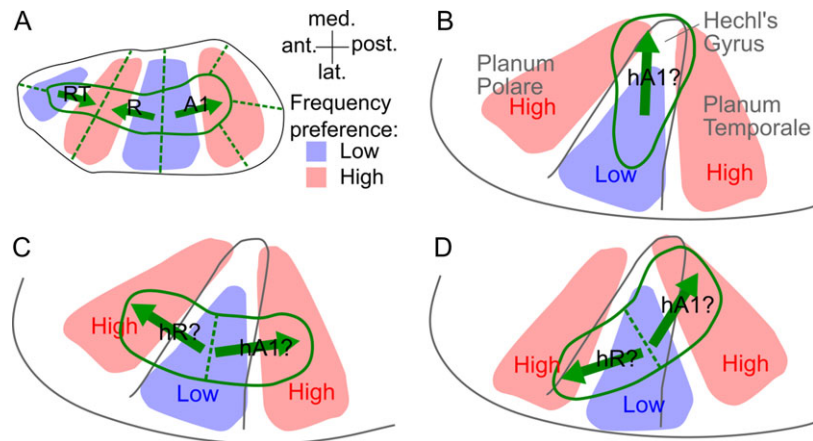 A
med.
ant. post.
lat.
RT R A1
Frequency
preference:
Low
High
B
Hechl's
Gyrus
Planum
Polare
High
hA1?
Planum
Temporale
Low
High
C
High
hR?
hA1?
Low
High
D
hA1?
hR?
High
High
Low